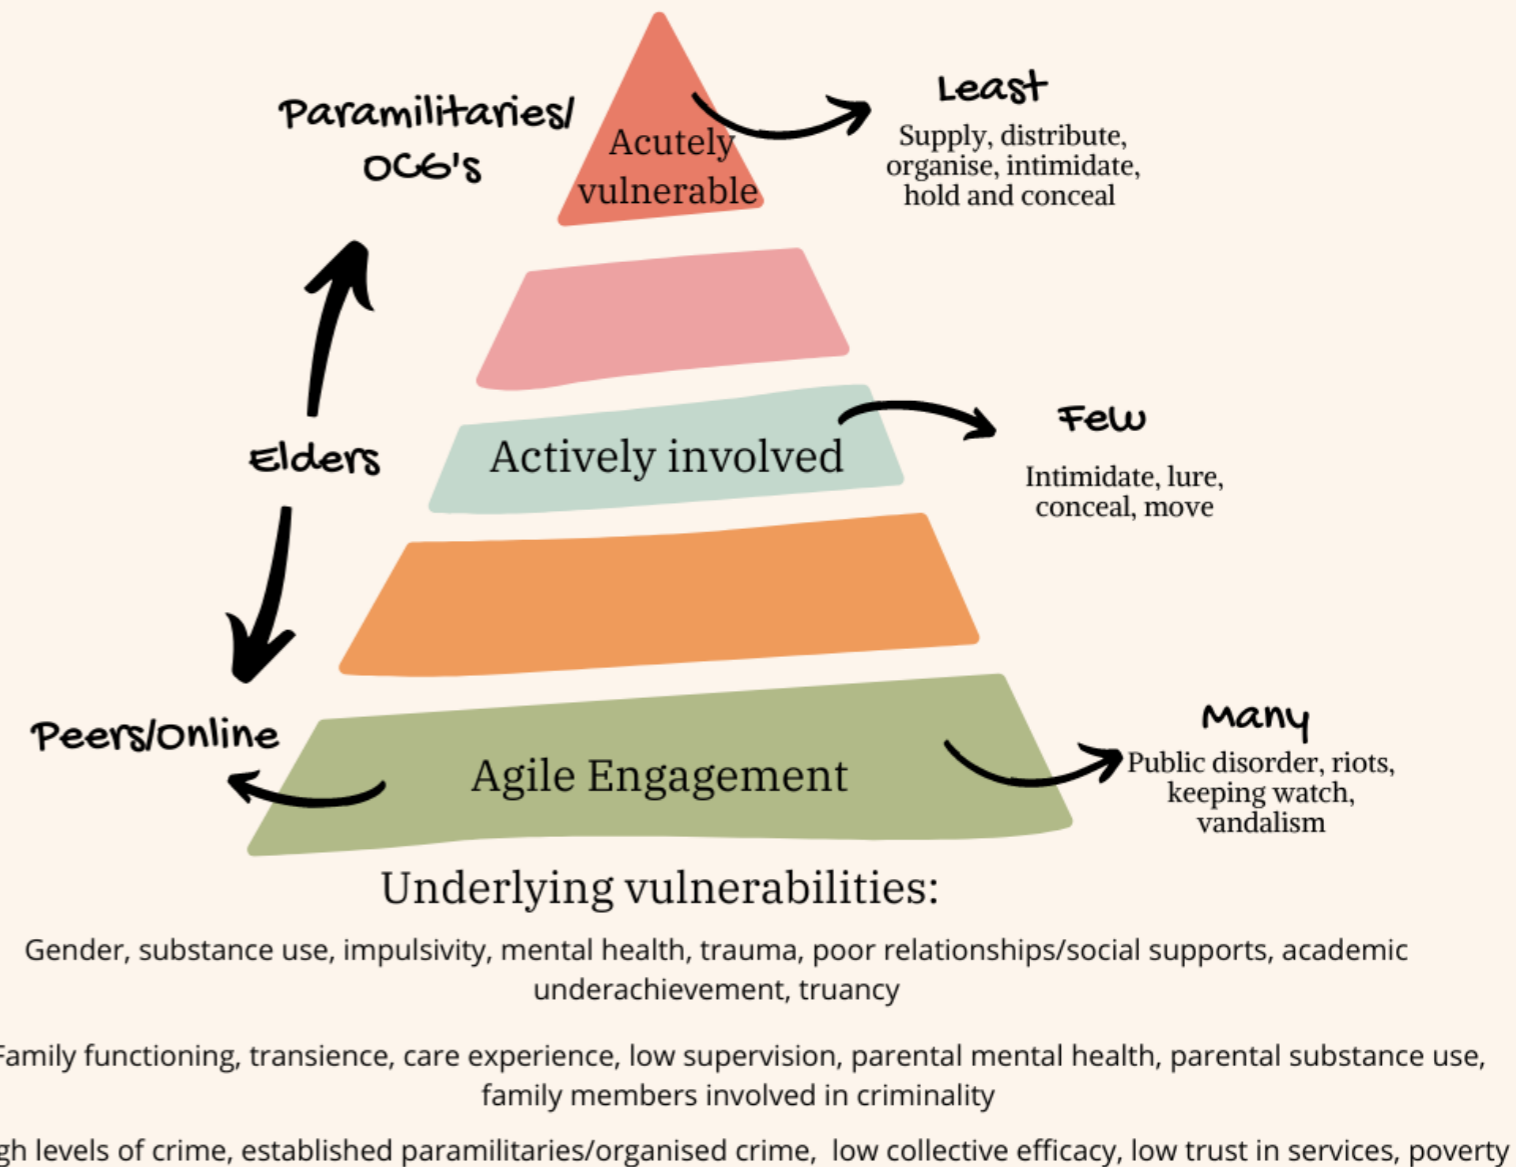 Paramilitaries/
OCG's
Acutely
vulnerable
Least
Supply, distribute,
organise, intimidate,
hold and conceal
Elders
Actively involved
Few
Intimidate, lure,
conceal, move
Peers/Online
Agile Engagement
Many
Public disorder, riots,
keeping watch,
vandalism
Underlying vulnerabilities:
Gender, substance use, impulsivity, mental health, trauma, poor relationships/social supports, academic
underachievement, truancy
Family functioning, transience, care experience, low supervision, parental mental health, parental substance use,
family members involved in criminality
gh levels of crime, established paramilitaries/organised crime, low collective efficacy, low trust in services, poverty